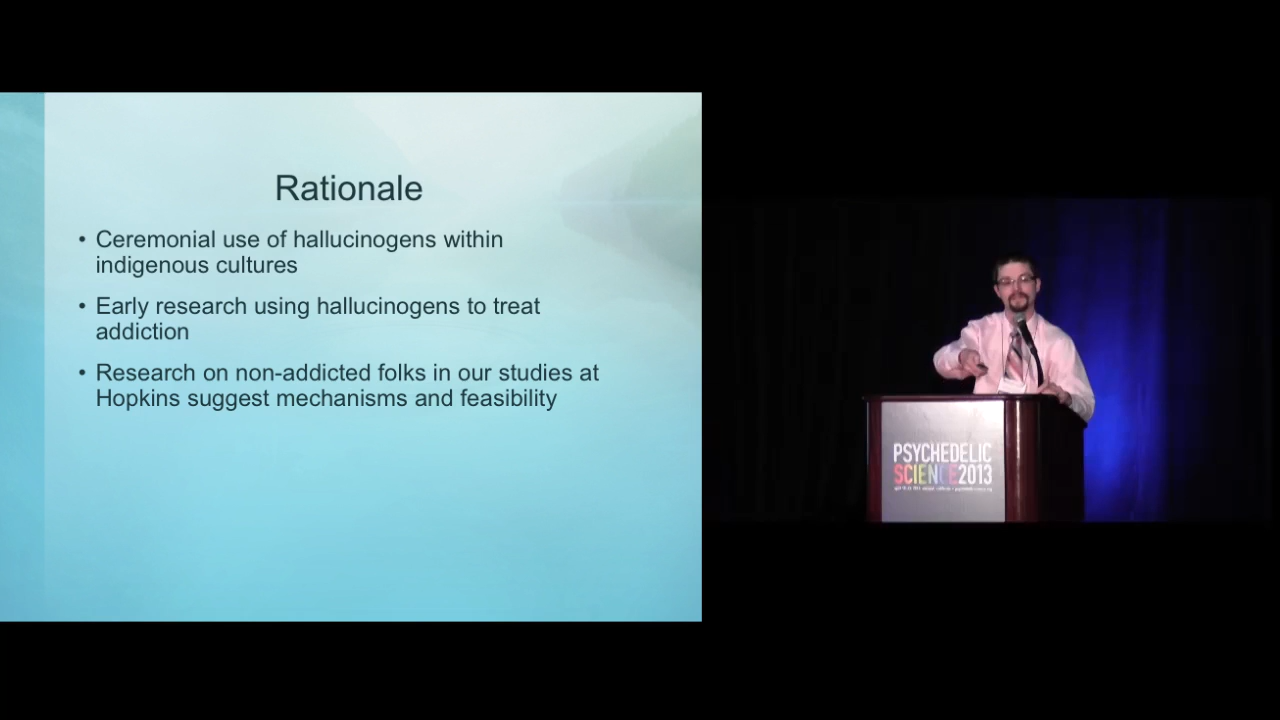 Rationale
• Ceremonial use of hallucinogens within
indigenous cultures
• Early research using hallucinogens to treat
addiction
• Research on non-addicted folks in our studies at
Hopkins suggest mechanisms and feasibility
PSYCHEDELIC
SCIENCE2013